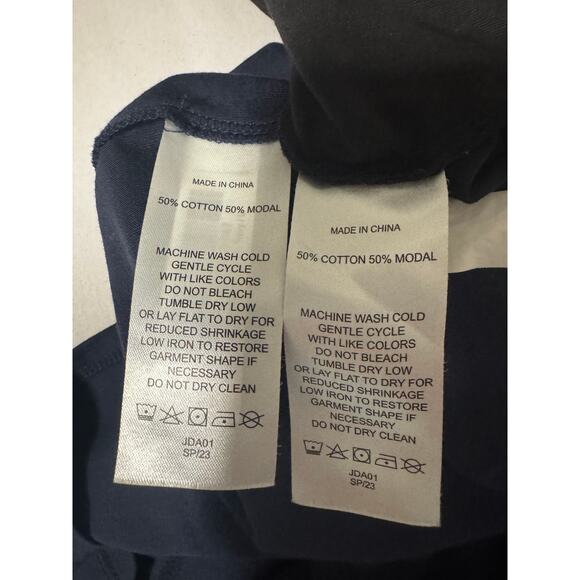 MADE IN CHINA
50% COTTON 50% MODAL
MACHINE WASH COLD
GENTLE CYCLE
WITH LIKE COLORS
DO NOT BLEACH
TUMBLE DRY LOW
OR LAY FLAT TO DRY FOR
REDUCED SHRINKAGE
LOW IRON TO RESTORE
GARMENT SHAPE IF
NECESSARY
DO NOT DRY CLEAN
JDA01
SP/23
MADE IN CHINA
50% COTTON 50% MODAL
MACHINE WASH COLD
GENTLE CYCLE
WITH LIKE COLORS
DO NOT BLEACH
TUMBLE DRY LOW
OR LAY FLAT TO DRY FOR
REDUCED SHRINKAGE
LOW IRON TO RESTORE
GARMENT SHAPE IF
NECESSARY
DO NOT DRY CLEAN
JDA01
SP/23